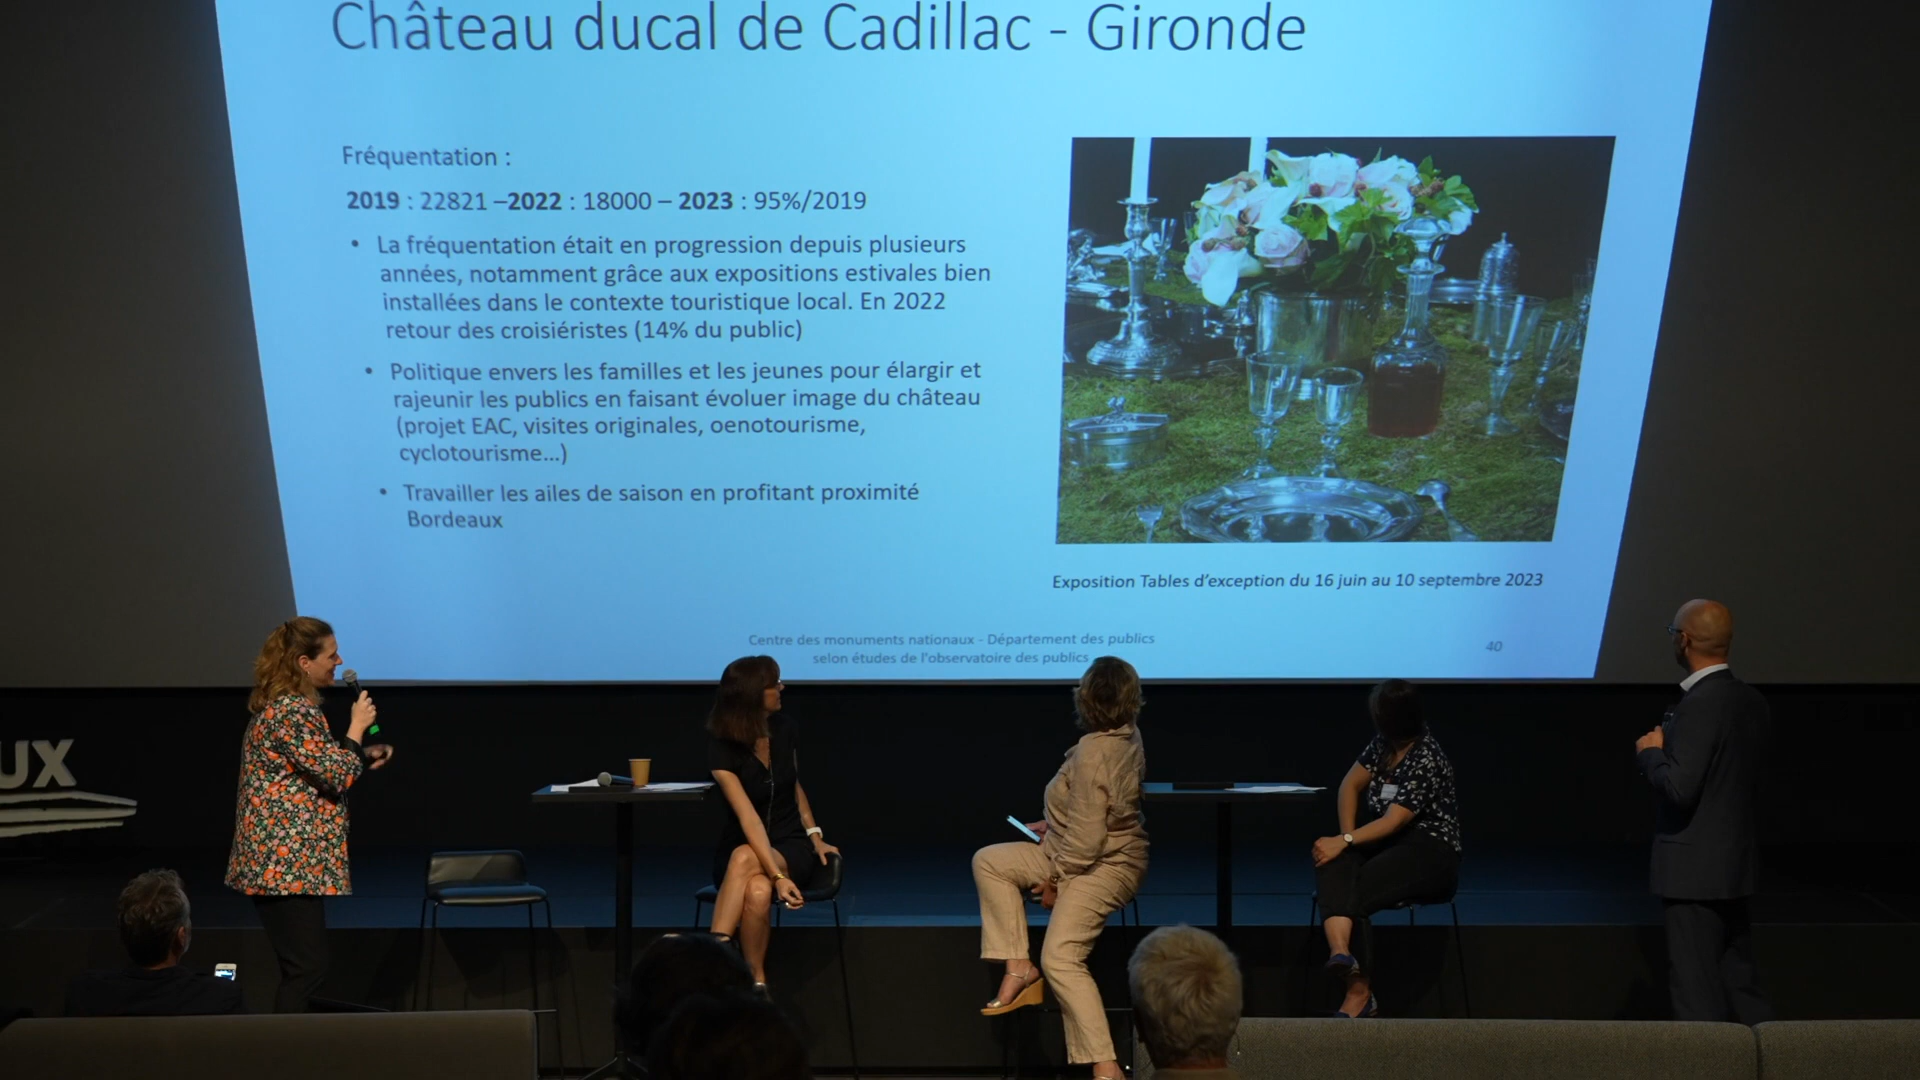 Château ducal de Cadillac - Gironde
Fréquentation :
2019 : 22821 –2022 : 18000 – 2023 : 95%/2019
• La fréquentation était en progression depuis plusieurs
années, notamment grâce aux expositions estivales bien
installées dans le contexte touristique local. En 2022
retour des croisiéristes (14% du public)
• Politique envers les familles et les jeunes pour élargir et
rajeunir les publics en faisant évoluer image du château
(projet EAC, visites originales, oenotourisme,
cyclotourisme...)
• Travailler les ailes de saison en profitant proximité
Bordeaux
Exposition Tables d'exception du 16 juin au 10 septembre 2023
Centre des monuments nationaux - Département des publics
selon études de l'observatoire des publics
40
UX